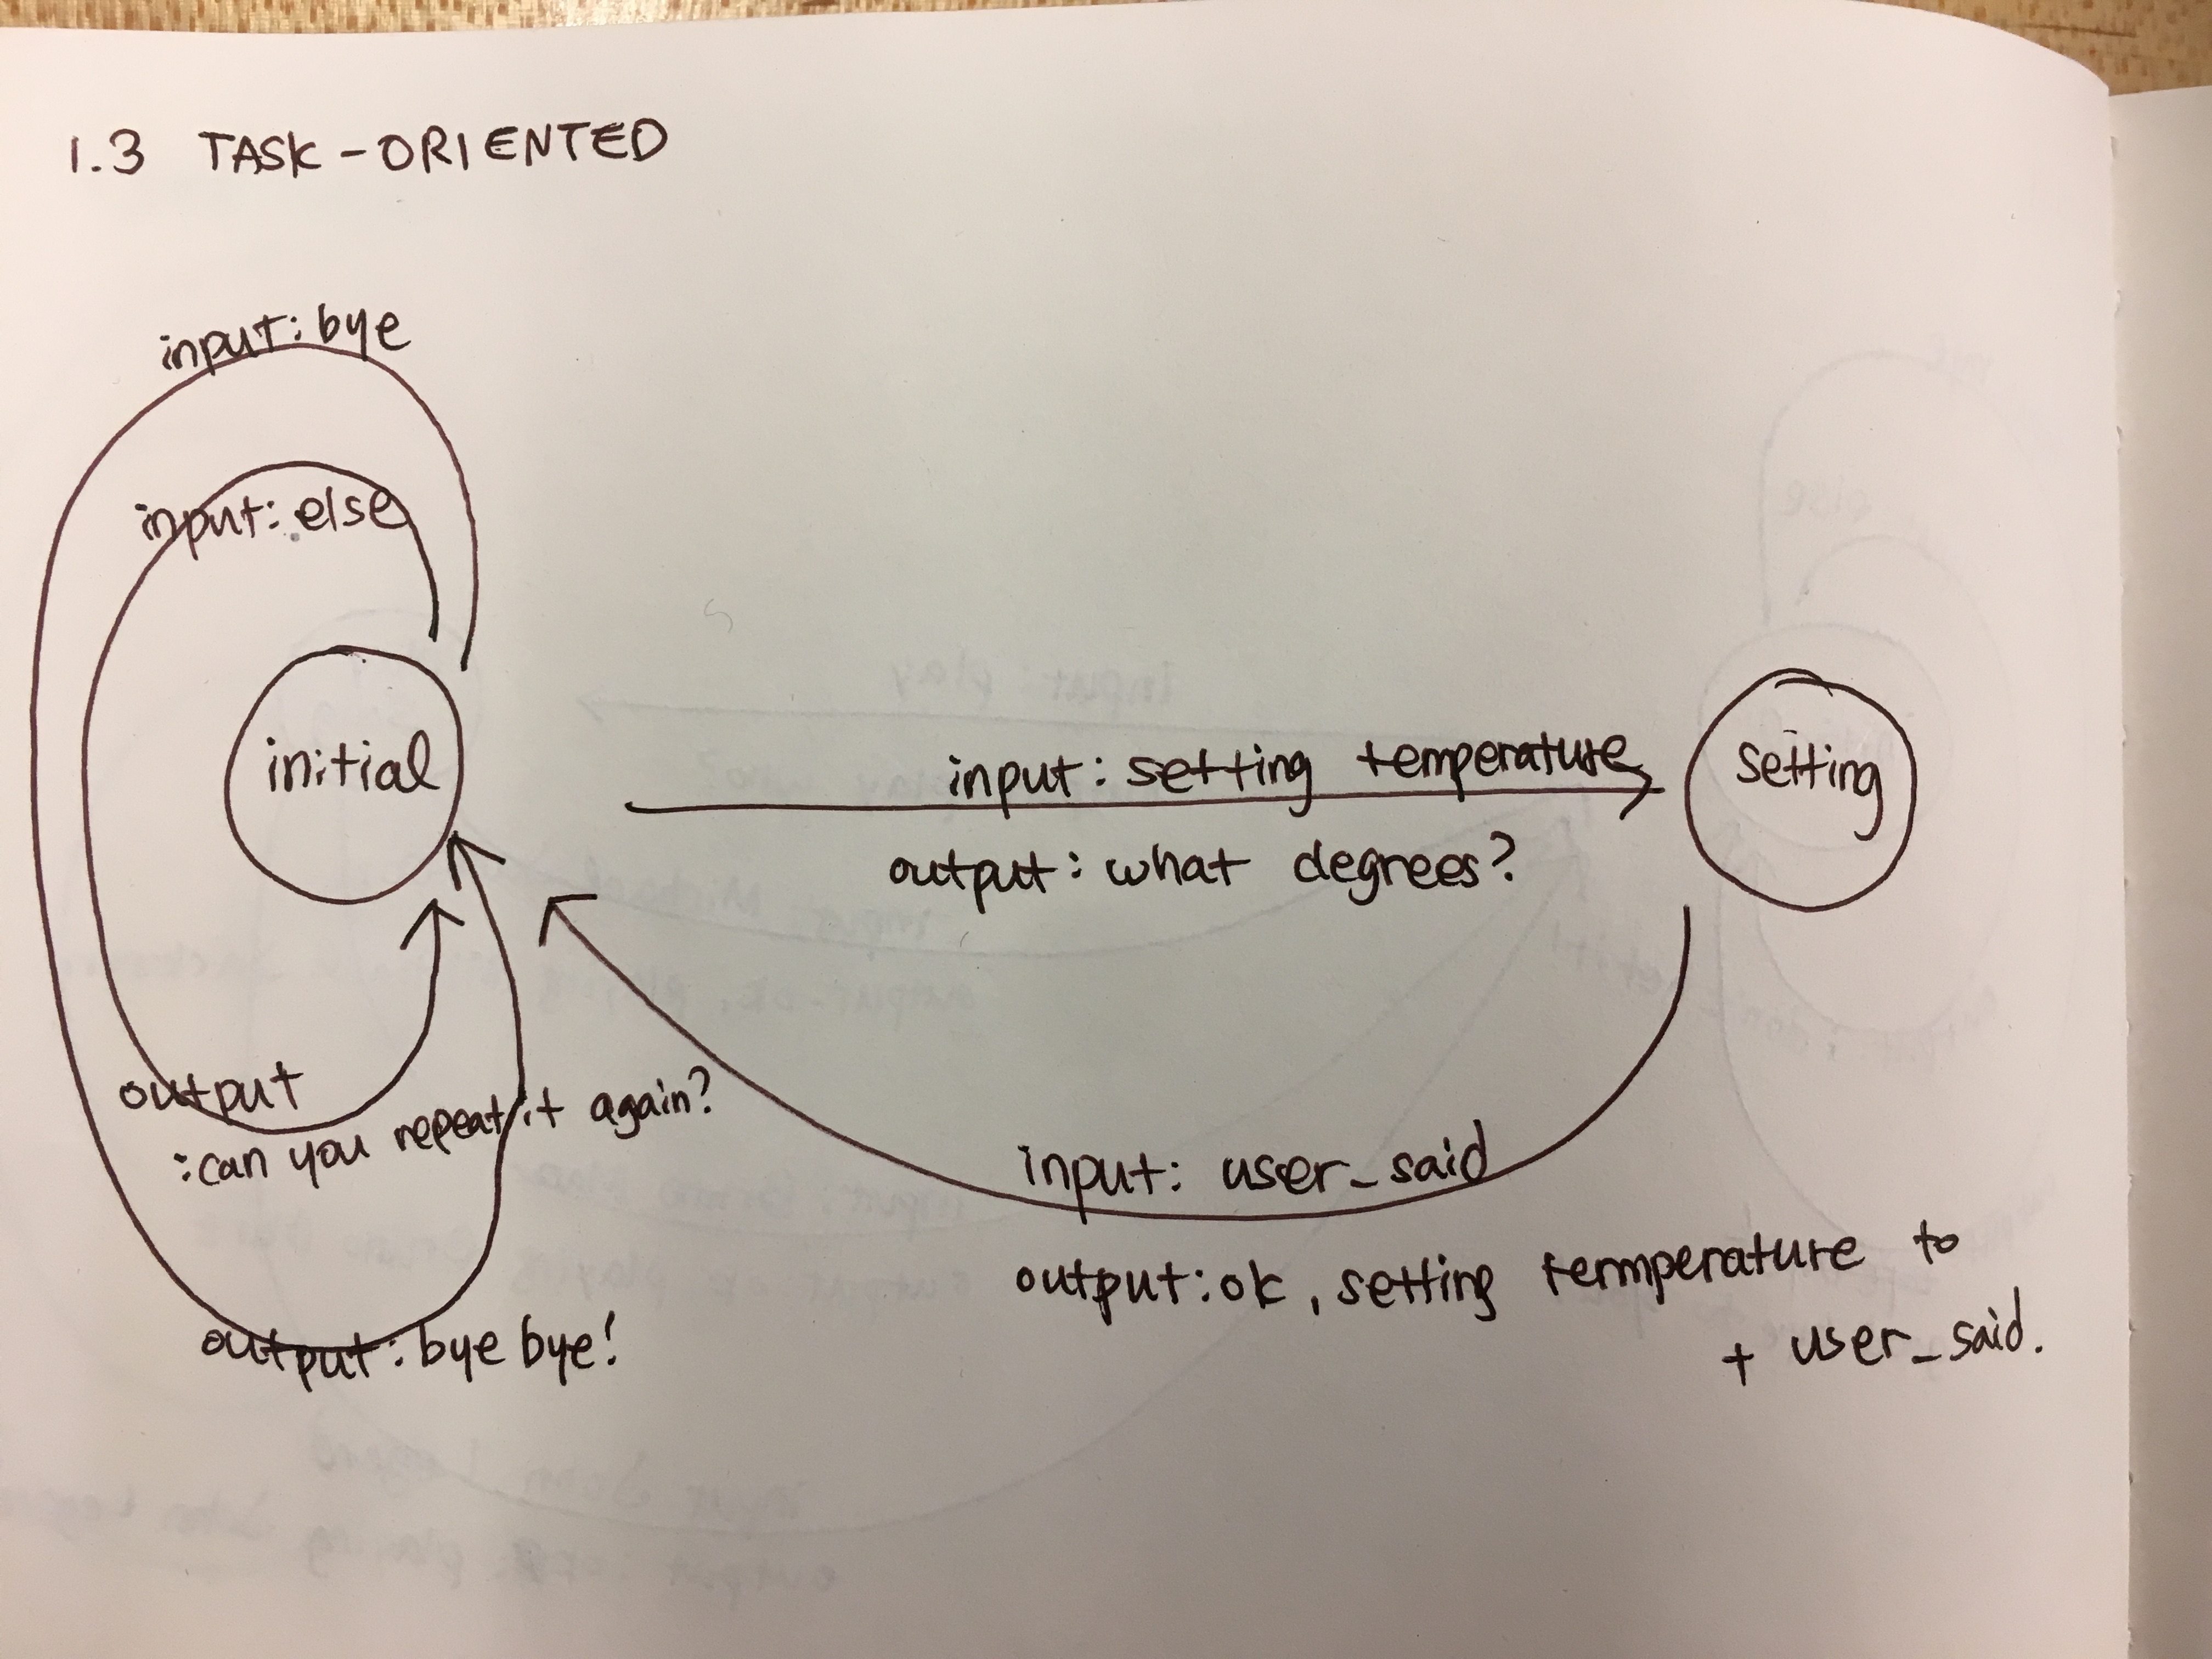 1.3 TASK-ORIENTED
input: bye
input: else
initial
input: setting temperature
setting
output: what degrees?
output
:can you repeat it again?
input: user_said
output: ok, setting termperature to
+ user_said.
output: bye bye!